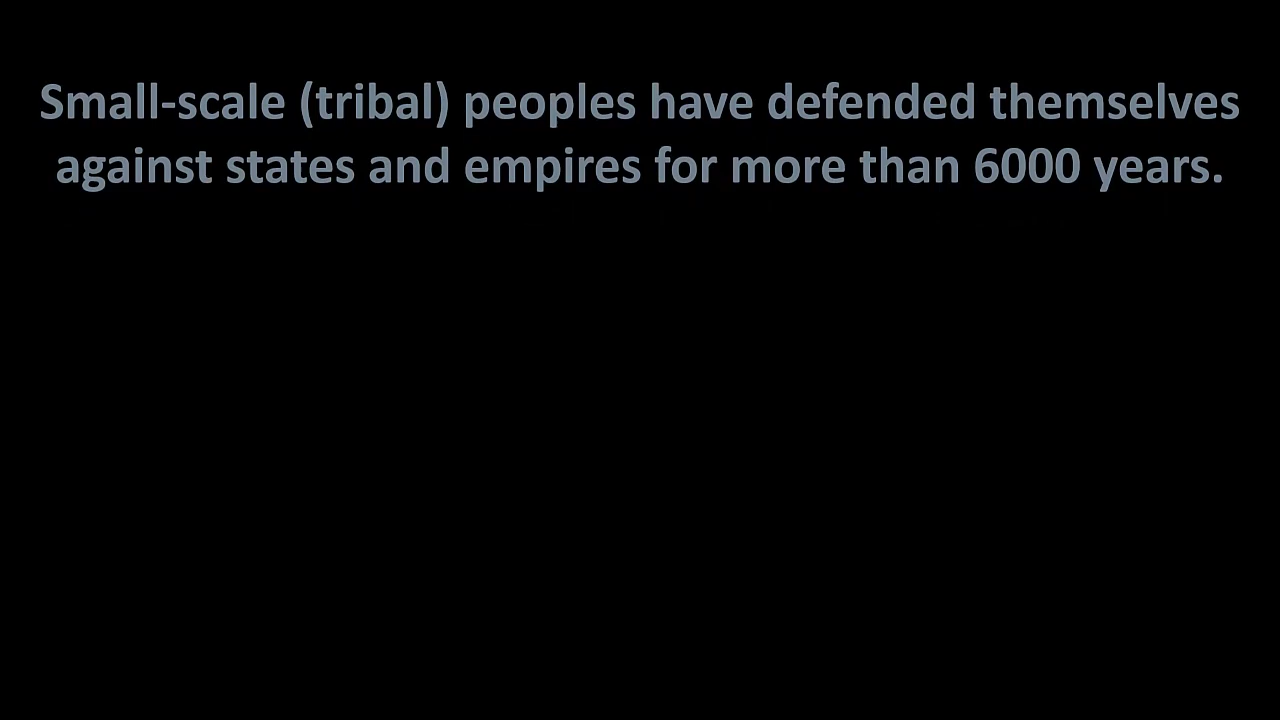 Small-scale (tribal) peoples have defended themselves
against states and empires for more than 6000 years.